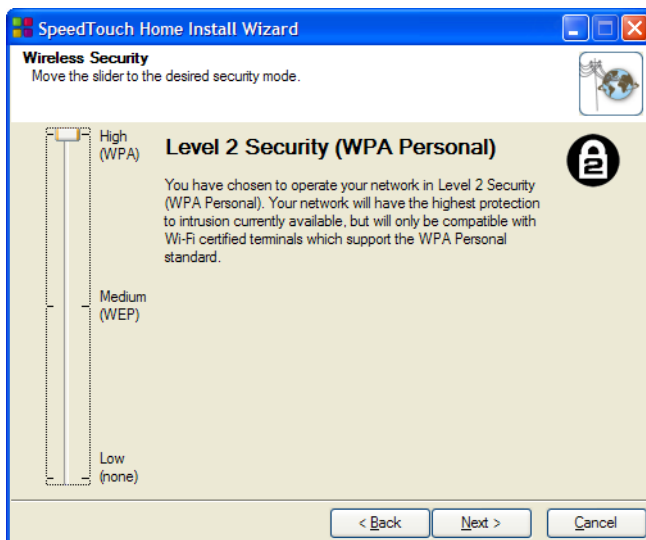 SpeedTouch Home Install Wizard
Wireless Security
Move the slider to the desired security mode.
High
(WPA)
Level 2 Security (WPA Personal)
2
You have chosen to operate your network in Level 2 Security
(WPA Personal). Your network will have the highest protection
to intrusion currently available, but will only be compatible with
Wi-Fi certified terminals which support the WPA Personal
standard.
Medium
(WEP)
Low
(none)
< Back
Next >
Cancel